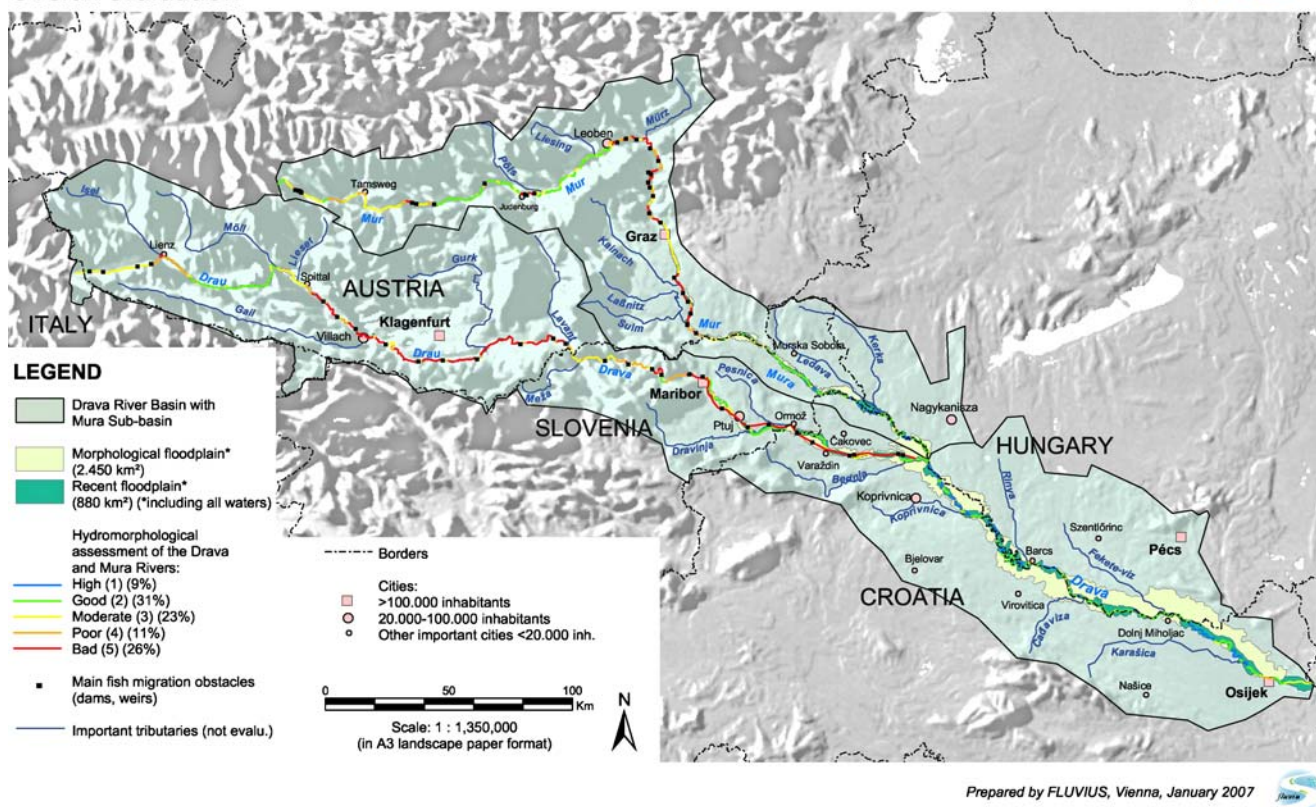 Mürz
Leoben
Liesing
Pöls
Tamsweg
Mur
Judenburg
Mur
Isel
Möll
Lieser
Lienz
Drau
Spittal
Graz
Kainach
Gurk
AUSTRIA
Laßnitz
Sulm
Lavant
ITALY
Gail
Villach
Klagenfurt
Drau
Mur
Murska Sobota
Kerka
Ledava
Mura
Pesnica
Drava
Meža
Maribor
Nagykanizsa
SLOVENIA
Ptuj
Ormož
Čakovec
HUNGARY
Dravinja
Varaždin
Bednja
Rinya
Koprivnica
Koprivnica
Szentlőrinc
Pécs
Bjelovar
Barcs
Fekete-víz
CROATIA
Virovitica
Drava
Čađavica
Dolnj Miholjac
Karašica
Našice
Osijek
LEGEND
Drava River Basin with
Mura Sub-basin
Morphological floodplain*
(2.450 km²)
Recent floodplain*
(880 km²) (*including all waters)
Hydromorphological
assessment of the Drava
and Mura Rivers:
High (1) (9%)
Good (2) (31%)
Moderate (3) (23%)
Poor (4) (11%)
Bad (5) (26%)
Main fish migration obstacles
(dams, weirs)
Important tributaries (not evalu.)
Borders
Cities:
>100.000 inhabitants
20.000-100.000 inhabitants
Other important cities <20.000 inh.
0 50 100
Km
N
Scale: 1 : 1,350,000
(in A3 landscape paper format)
Prepared by FLUVIUS, Vienna, January 2007